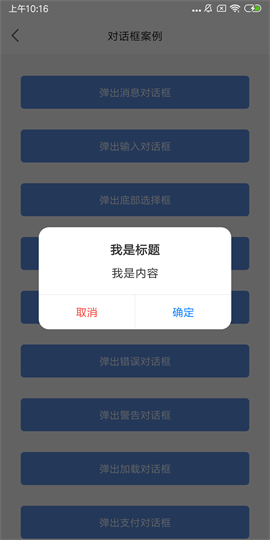 上午10:16
对话框案例
弹出消息对话框
弹出输入对话框
弹出底部选择框
我是标题
我是内容
取消
确定
弹出错误对话框
弹出警告对话框
弹出加载对话框
弹出支付对话框